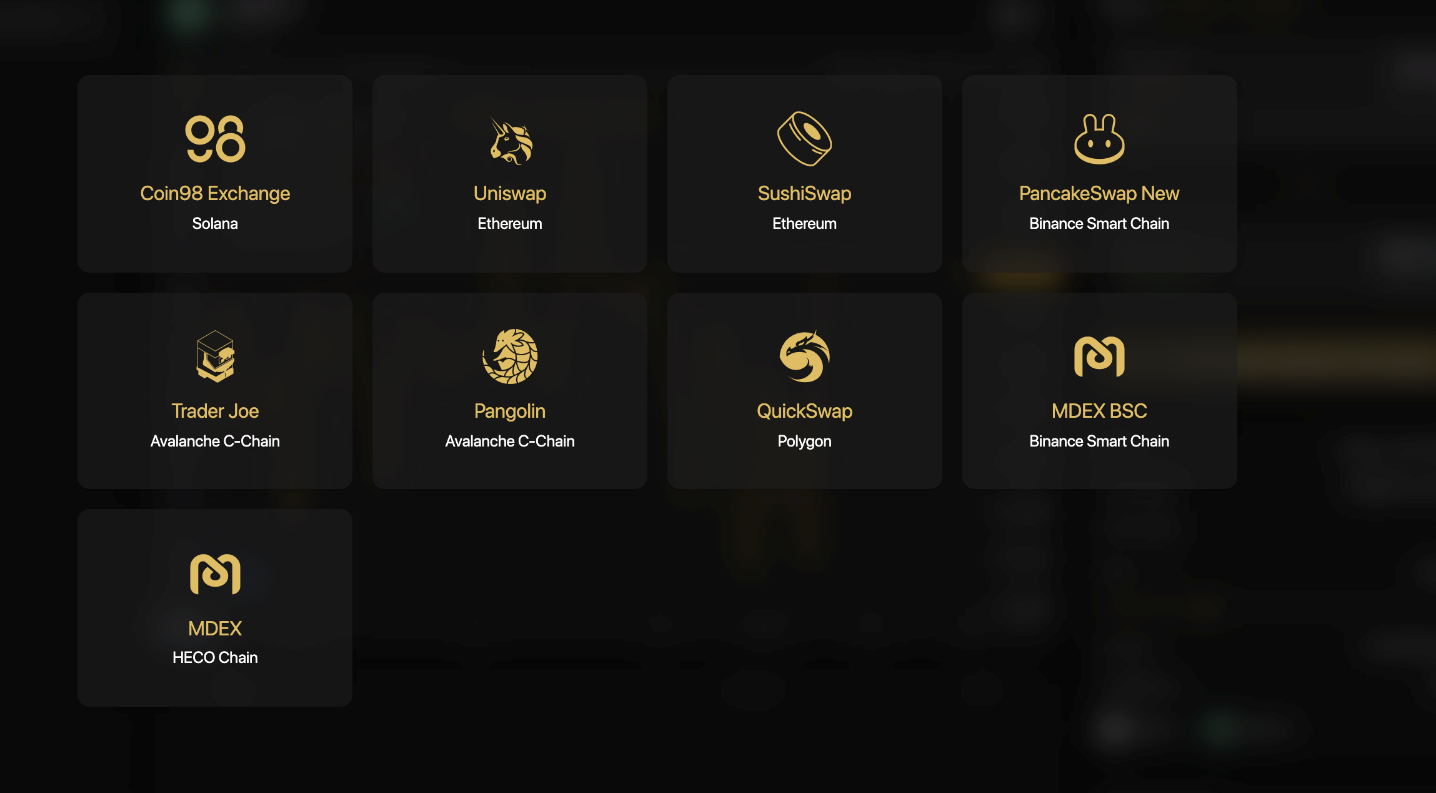 Coin98 Exchange
Solana
Uniswap
Ethereum
SushiSwap
Ethereum
PancakeSwap New
Binance Smart Chain
Trader Joe
Avalanche C-Chain
Pangolin
Avalanche C-Chain
QuickSwap
Polygon
MDEX BSC
Binance Smart Chain
MDEX
HECO Chain